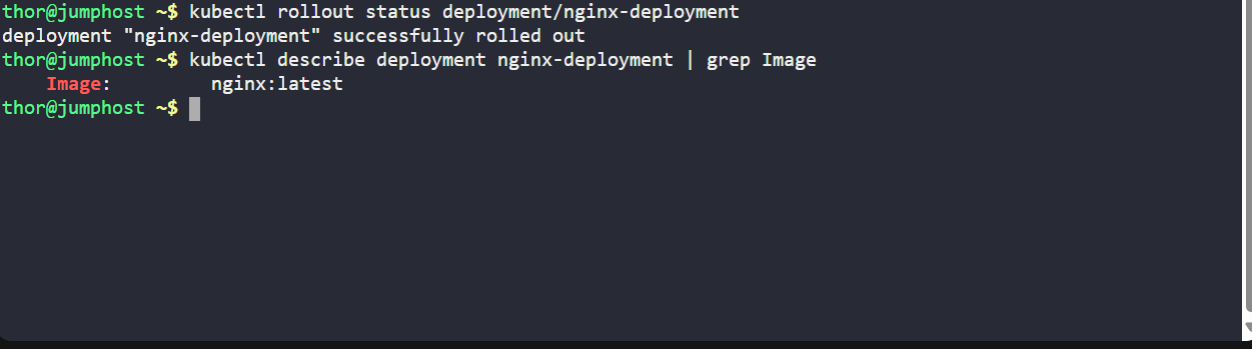 thor@jumphost ~$ kubectl rollout status deployment/nginx-deployment
deployment "nginx-deployment" successfully rolled out
thor@jumphost ~$ kubectl describe deployment nginx-deployment | grep Image
    Image:         nginx:latest
thor@jumphost ~$